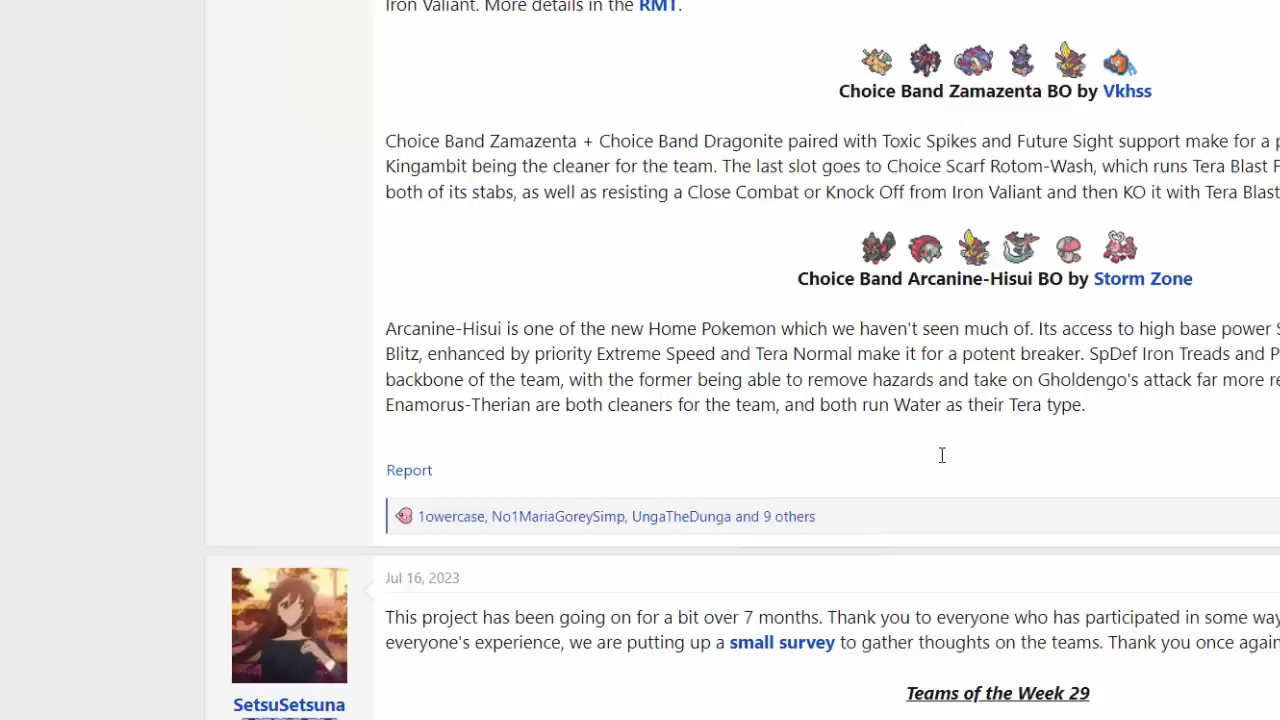 Iron Valiant. More details in the RMT.
Choice Band Zamazenta BO by Vkhss
Choice Band Zamazenta + Choice Band Dragonite paired with Toxic Spikes and Future Sight support make for a p
Kingambit being the cleaner for the team. The last slot goes to Choice Scarf Rotom-Wash, which runs Tera Blast F
both of its stabs, as well as resisting a Close Combat or Knock Off from Iron Valiant and then KO it with Tera Blast
Choice Band Arcanine-Hisui BO by Storm Zone
Arcanine-Hisui is one of the new Home Pokemon which we haven't seen much of. Its access to high base power S
Blitz, enhanced by priority Extreme Speed and Tera Normal make it for a potent breaker. SpDef Iron Treads and P
backbone of the team, with the former being able to remove hazards and take on Gholdengo's attack far more re
Enamorus-Therian are both cleaners for the team, and both run Water as their Tera type.
Report
1owercase, No1MariaGoreySimp, UngaTheDunga and 9 others
Jul 16, 2023
This project has been going on for a bit over 7 months. Thank you to everyone who has participated in some way
everyone's experience, we are putting up a small survey to gather thoughts on the teams. Thank you once again
Teams of the Week 29
SetsuSetsuna